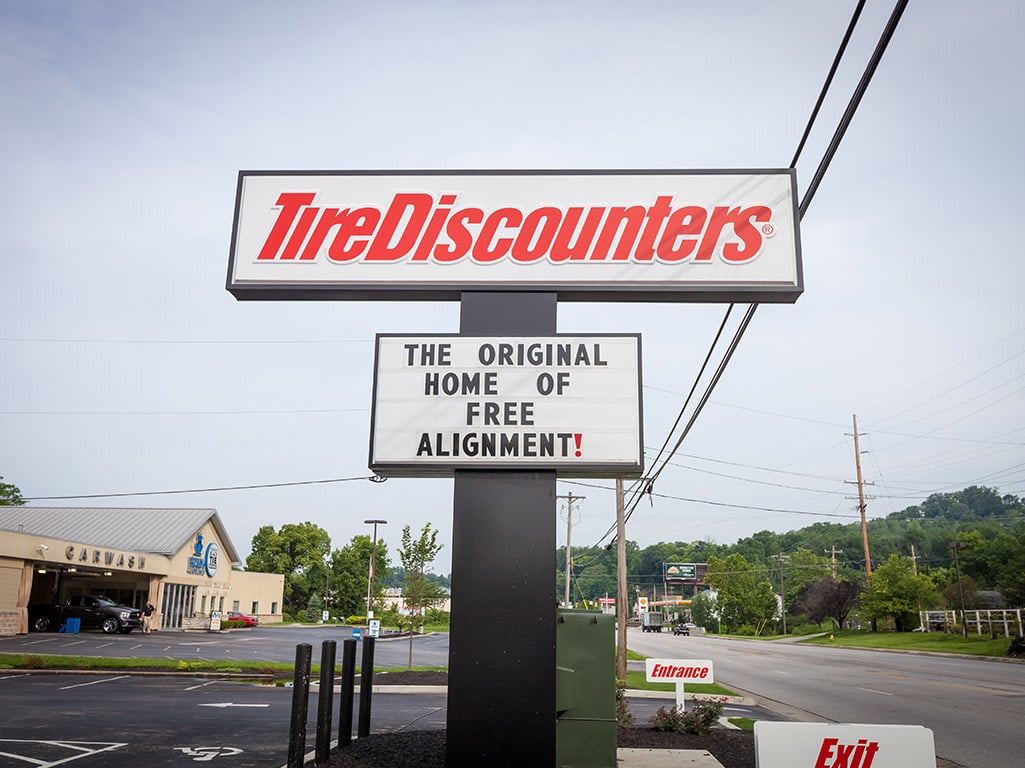 TireDiscounters®
THE ORIGINAL
HOME OF
FREE
ALIGNMENT!
CARWASH
Entrance
Exit